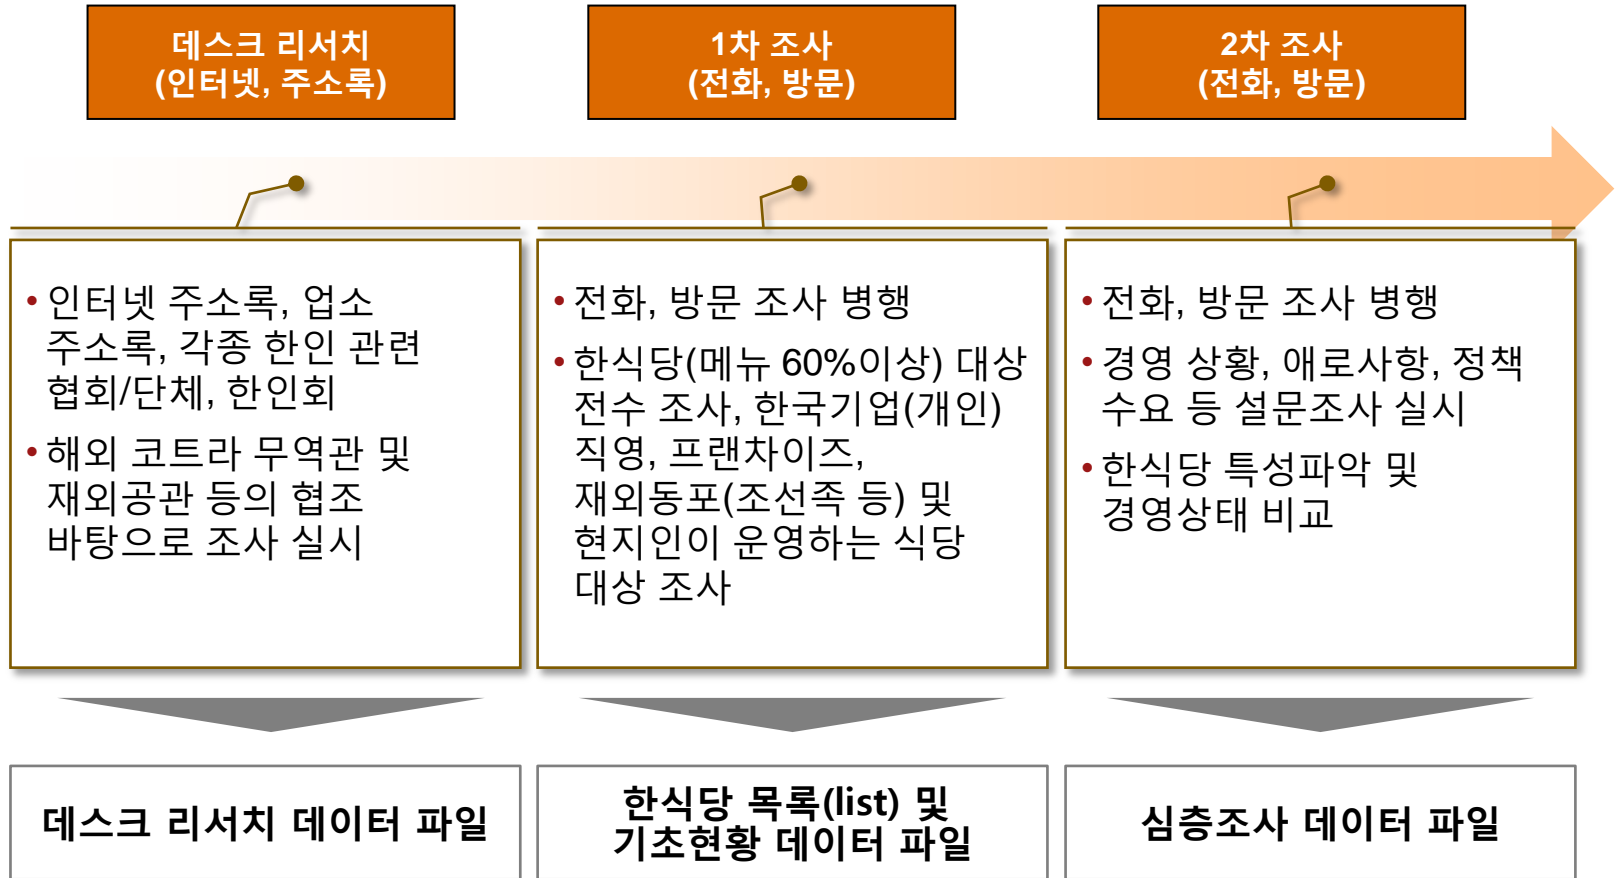 데스크 리서치
(인터넷, 주소록)
1차 조사
(전화, 방문)
2차 조사
(전화, 방문)
• 인터넷 주소록, 업소
주소록, 각종 한인 관련
협회/단체, 한인회
• 해외 코트라 무역관 및
재외공관 등의 협조
바탕으로 조사 실시
• 전화, 방문 조사 병행
• 한식당(메뉴 60%이상) 대상
전수 조사, 한국기업(개인)
직영, 프랜차이즈,
재외동포(조선족 등) 및
현지인이 운영하는 식당
대상 조사
• 전화, 방문 조사 병행
• 경영 상황, 애로사항, 정책
수요 등 설문조사 실시
• 한식당 특성파악 및
경영상태 비교
데스크 리서치 데이터 파일
한식당 목록(list) 및
기초현황 데이터 파일
심층조사 데이터 파일